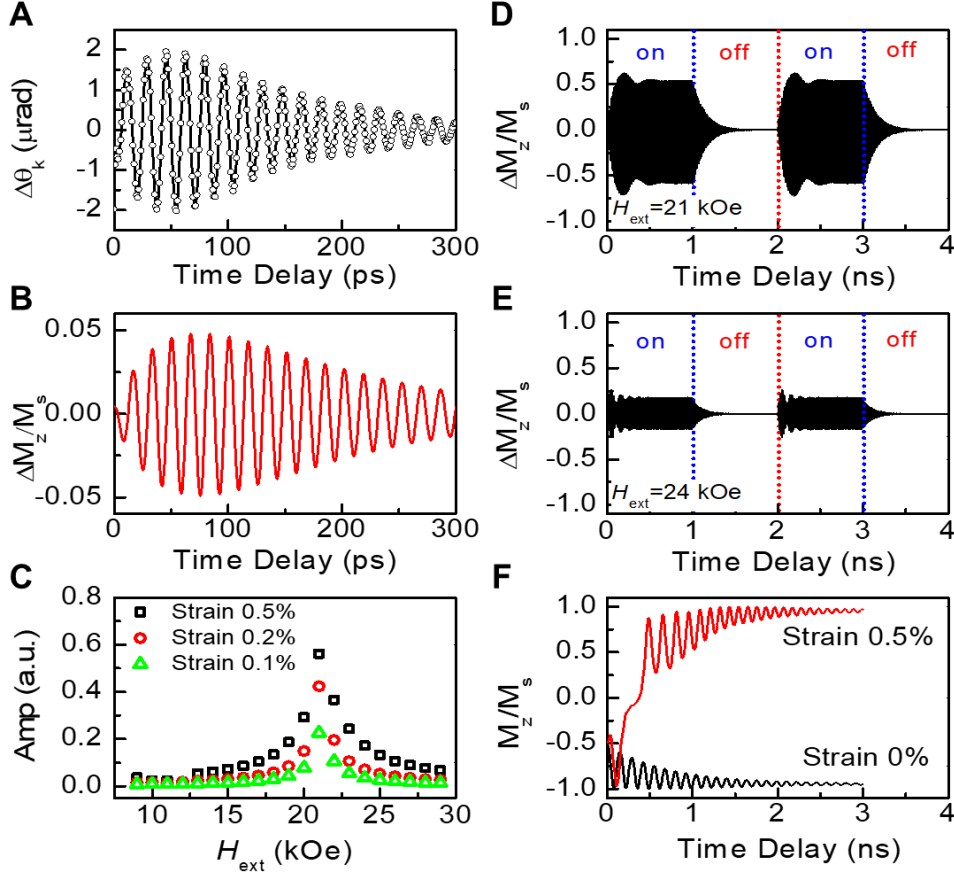 A
2
1
0
-1
-2
Δθk (μrad)
0 100 200 300
Time Delay (ps)
B
0.05
0.00
-0.05
ΔMz/Ms
0 100 200 300
Time Delay (ps)
C
0.8
0.6
0.4
0.2
0.0
Amp (a.u.)
Strain 0.5%
Strain 0.2%
Strain 0.1%
10 15 20 25 30
Hext (kOe)
D
1.0
0.5
0.0
-0.5
-1.0
ΔMz/Ms
on off on off
Hext=21 kOe
0 1 2 3 4
Time Delay (ns)
E
1.0
0.5
0.0
-0.5
-1.0
ΔMz/Ms
on off on off
Hext=24 kOe
0 1 2 3 4
Time Delay (ns)
F
1.0
0.5
0.0
-0.5
-1.0
Mz/Ms
Strain 0.5%
Strain 0%
0 1 2 3 4
Time Delay (ns)